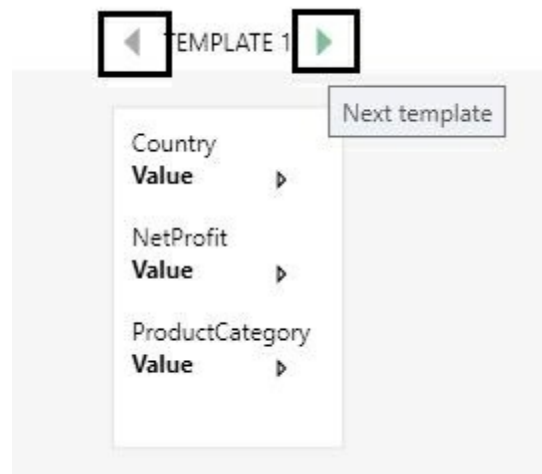 TEMPLATE 1
Next template
Country
Value
NetProfit
Value
ProductCategory
Value